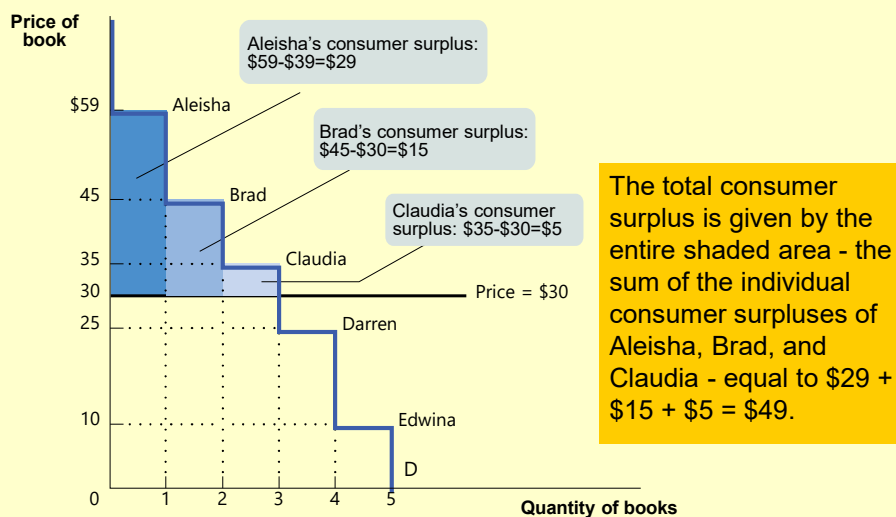 Price of
book
Aleisha’s consumer surplus:
$59-$39=$29
$59
Aleisha
Brad’s consumer surplus:
$45-$30=$15
45
Brad
Claudia’s consumer
surplus: $35-$30=$5
35
Claudia
30
Price = $30
25
Darren
10
Edwina
D
0
1
2
3
4
5
Quantity of books
The total consumer
surplus is given by the
entire shaded area - the
sum of the individual
consumer surpluses of
Aleisha, Brad, and
Claudia - equal to $29 +
$15 + $5 = $49.